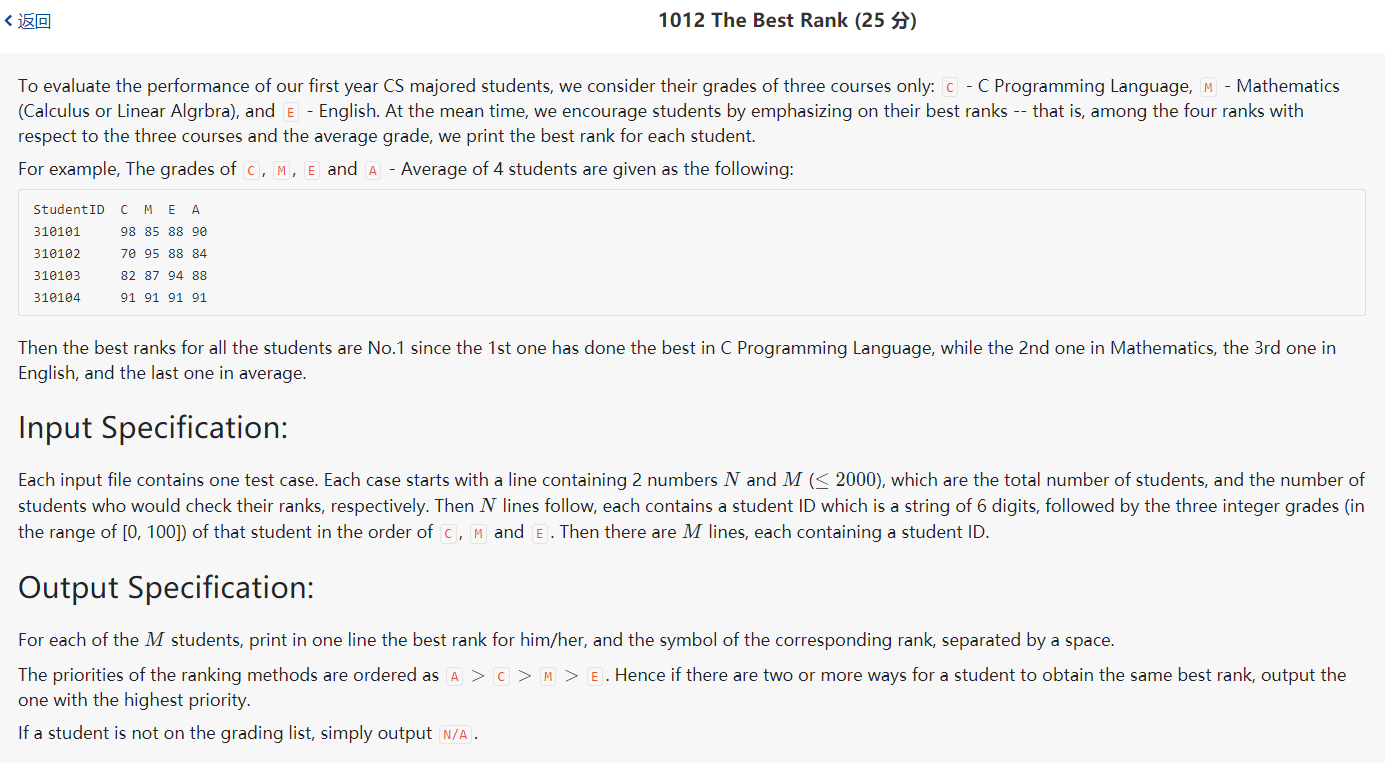 返回
1012 The Best Rank (25 分)
To evaluate the performance of our first year CS majored students, we consider their grades of three courses only: C - C Programming Language, M - Mathematics
(Calculus or Linear Algrbra), and E - English. At the mean time, we encourage students by emphasizing on their best ranks -- that is, among the four ranks with
respect to the three courses and the average grade, we print the best rank for each student.
For example, The grades of C, M, E and A - Average of 4 students are given as the following:
StudentID C M E A
310101 98 85 88 90
310102 70 95 88 84
310103 82 87 94 88
310104 91 91 91 91
Then the best ranks for all the students are No.1 since the 1st one has done the best in C Programming Language, while the 2nd one in Mathematics, the 3rd one in
English, and the last one in average.
Input Specification:
Each input file contains one test case. Each case starts with a line containing 2 numbers N and M (≤ 2000), which are the total number of students, and the number of
students who would check their ranks, respectively. Then N lines follow, each contains a student ID which is a string of 6 digits, followed by the three integer grades (in
the range of [0, 100]) of that student in the order of C, M and E. Then there are M lines, each containing a student ID.
Output Specification:
For each of the M students, print in one line the best rank for him/her, and the symbol of the corresponding rank, separated by a space.
The priorities of the ranking methods are ordered as A > C > M > E. Hence if there are two or more ways for a student to obtain the same best rank, output the
one with the highest priority.
If a student is not on the grading list, simply output N/A.